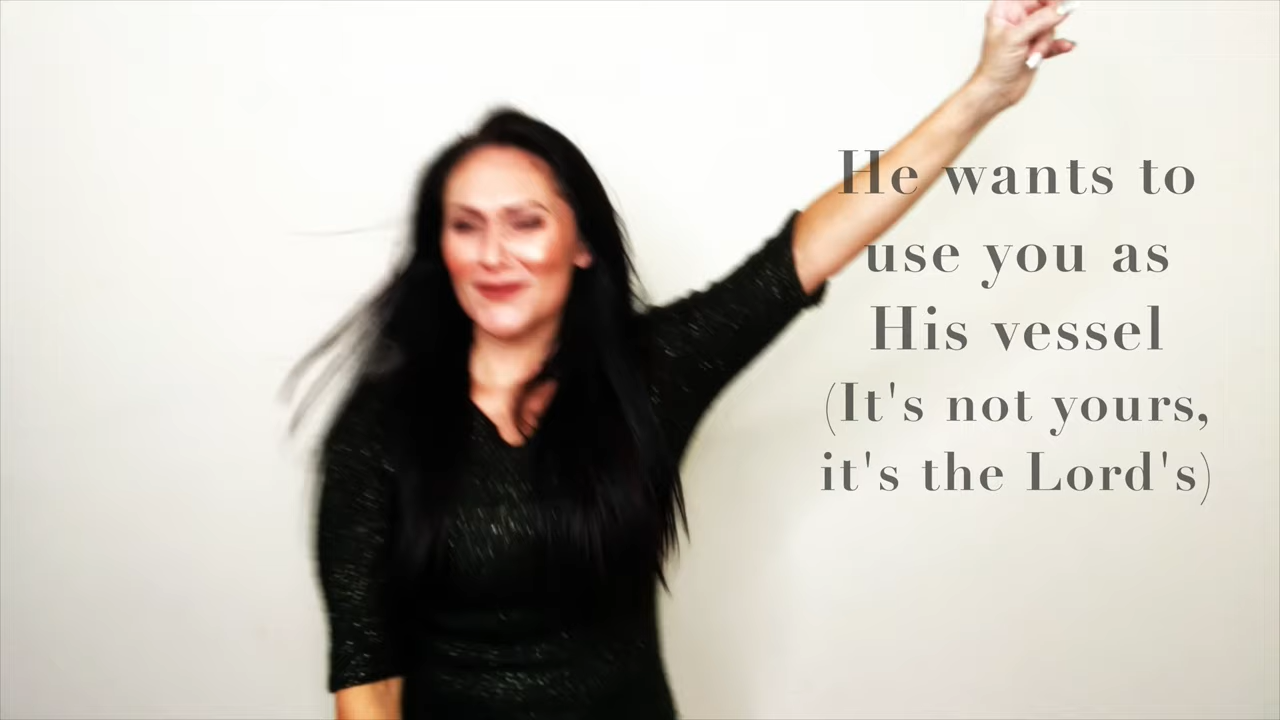 He wants to
use you as
His vessel
(It's not yours,
it's the Lord's)